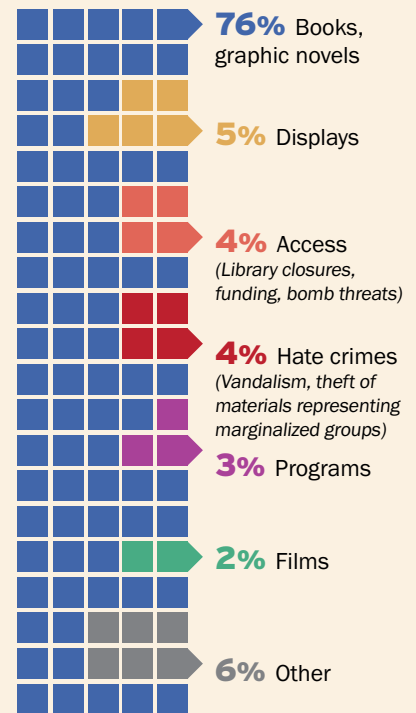 76% Books,
graphic novels
5% Displays
4% Access
(Library closures,
funding, bomb threats)
4% Hate crimes
(Vandalism, theft of
materials representing
marginalized groups)
3% Programs
2% Films
6% Other